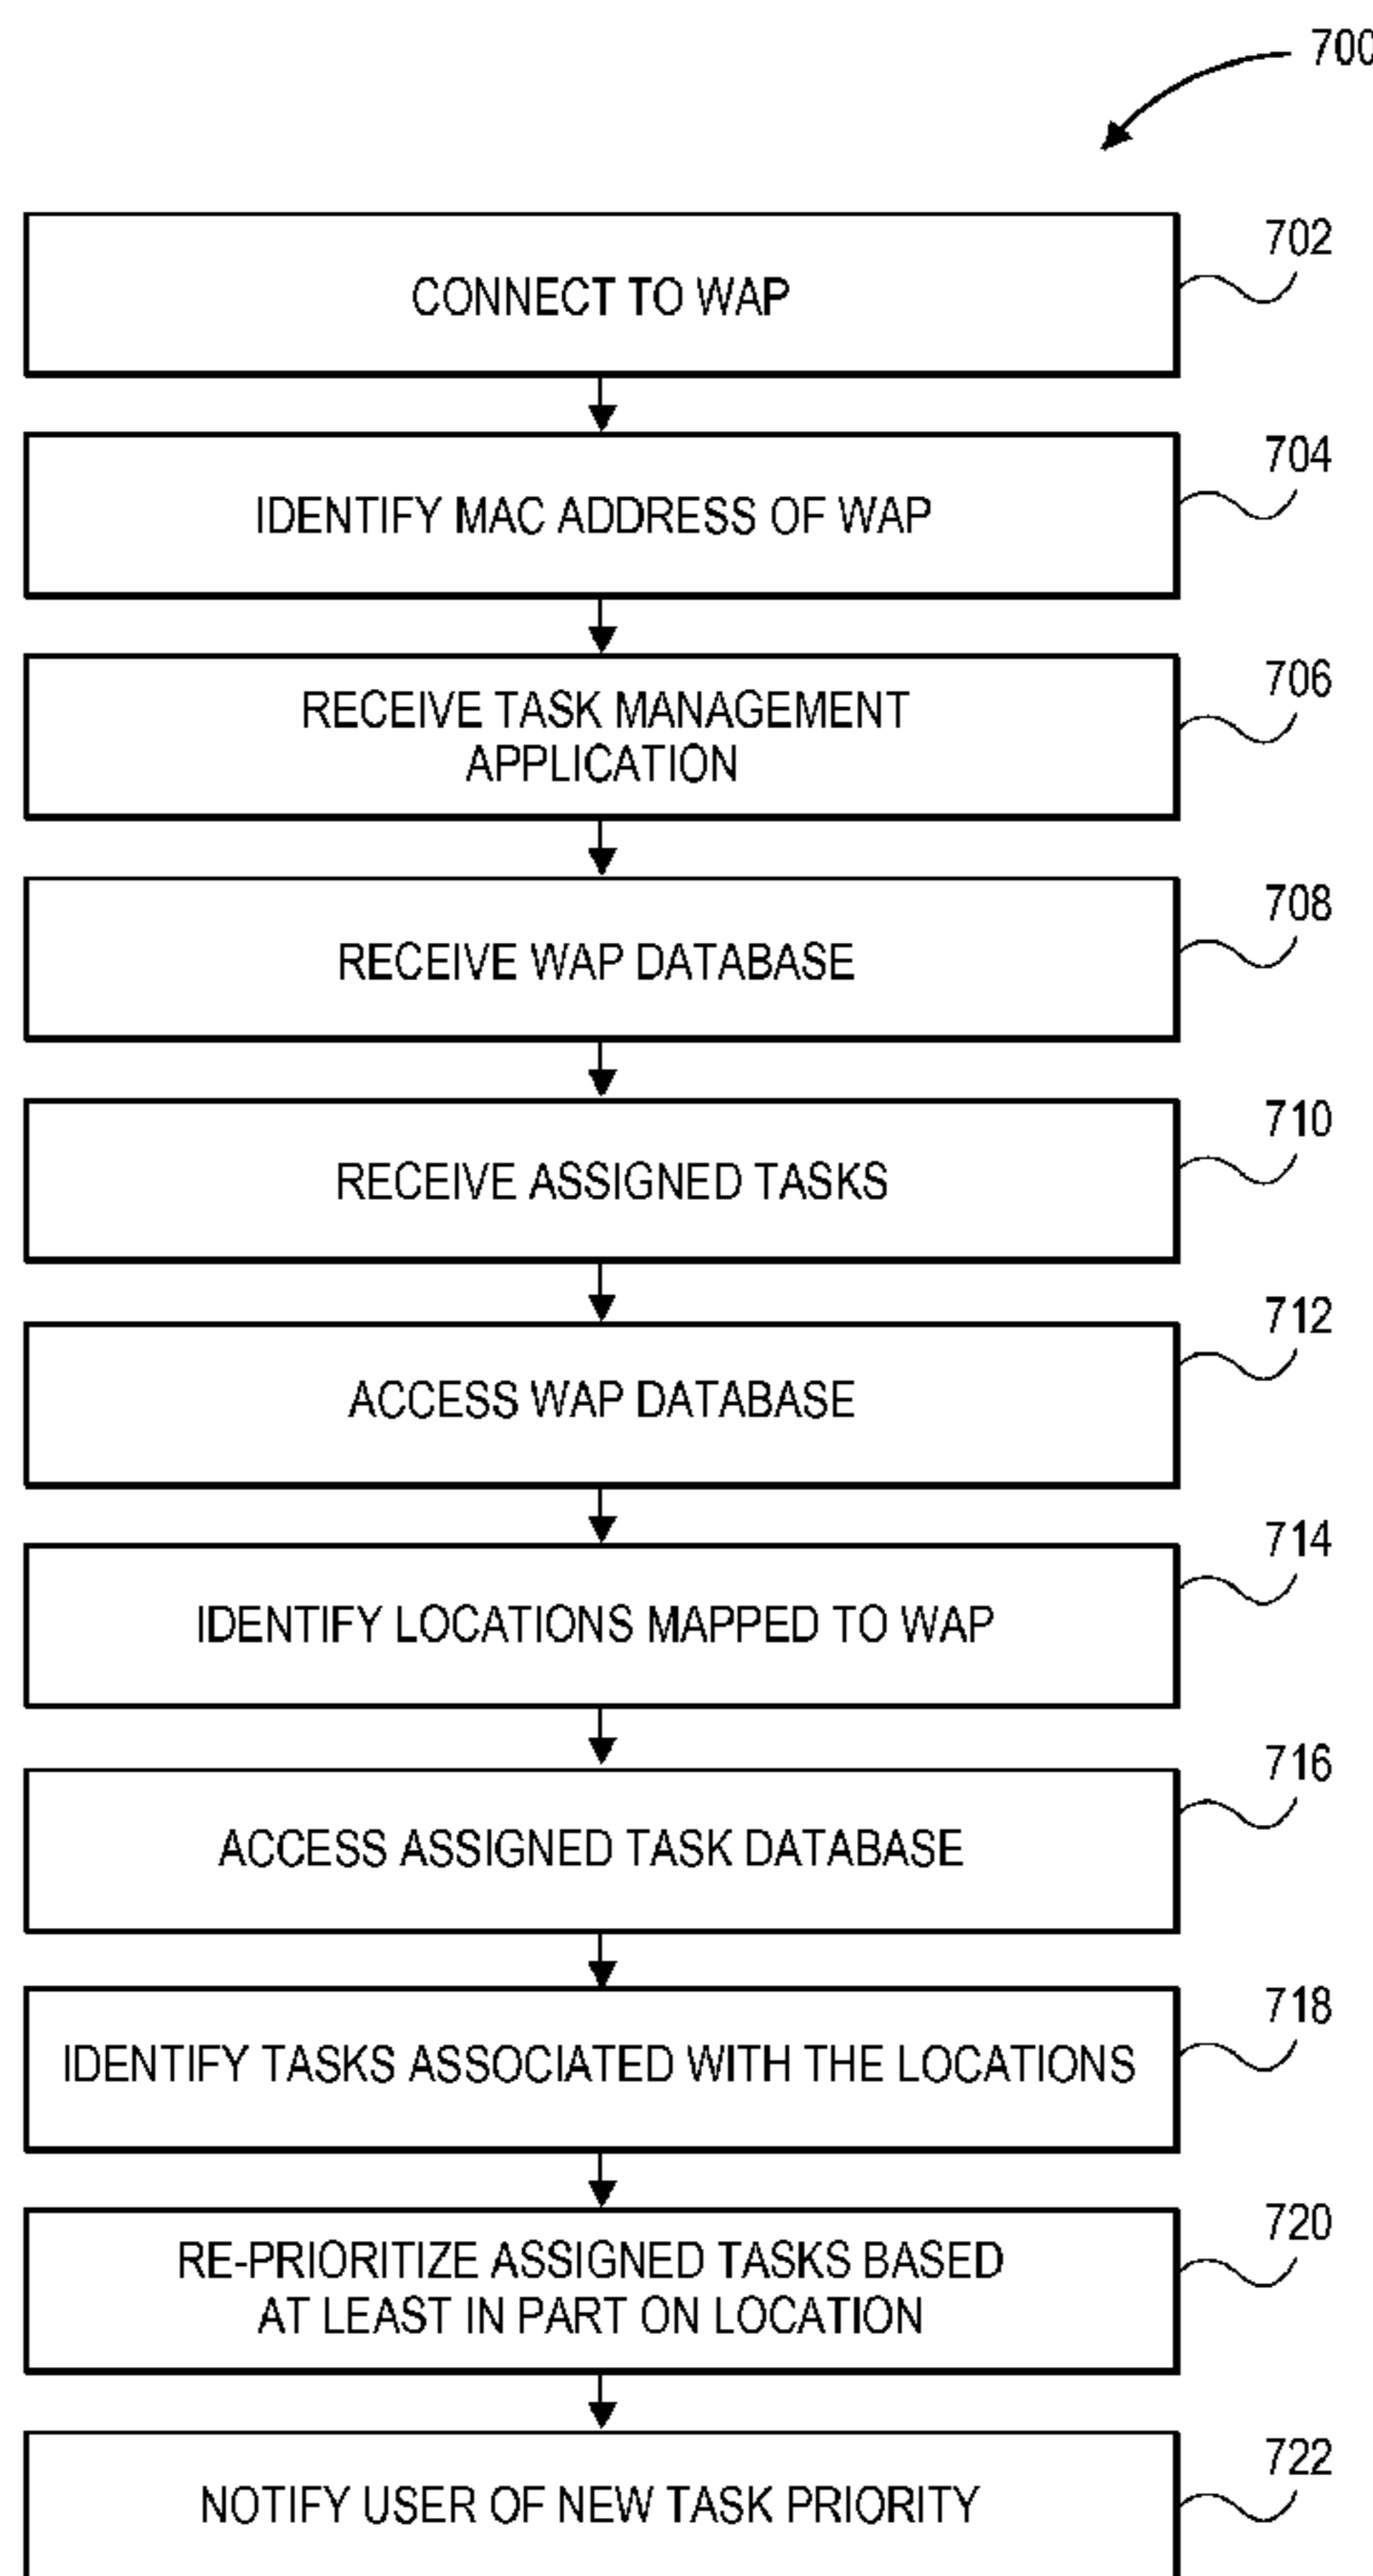 700
702
CONNECT TO WAP
704
IDENTIFY MAC ADDRESS OF WAP
706
RECEIVE TASK MANAGEMENT
APPLICATION
708
RECEIVE WAP DATABASE
710
RECEIVE ASSIGNED TASKS
712
ACCESS WAP DATABASE
714
IDENTIFY LOCATIONS MAPPED TO WAP
716
ACCESS ASSIGNED TASK DATABASE
718
IDENTIFY TASKS ASSOCIATED WITH THE LOCATIONS
720
RE-PRIORITIZE ASSIGNED TASKS BASED
AT LEAST IN PART ON LOCATION
722
NOTIFY USER OF NEW TASK PRIORITY